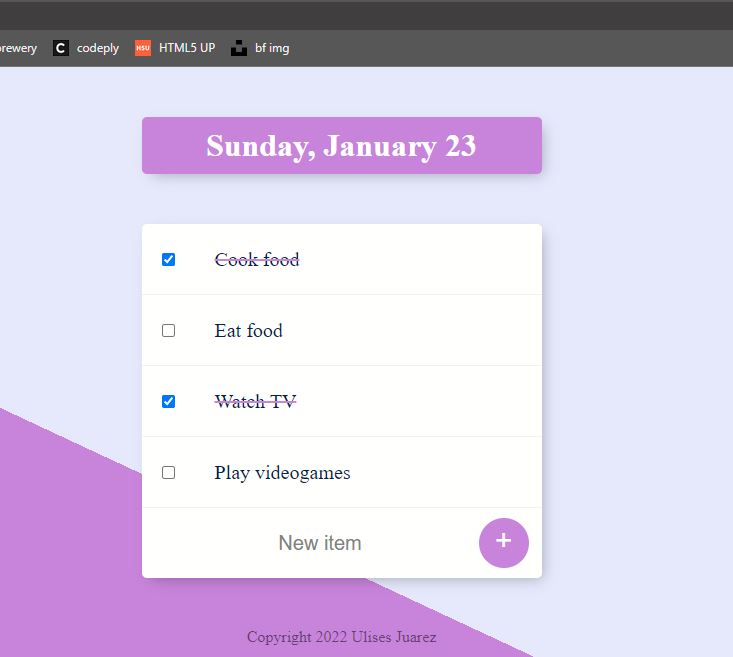 rewery codeply HSU HTML5 UP bf img
Sunday, January 23
Cook food
Eat food
Watch TV
Play videogames
New item +
Copyright 2022 Ulises Juarez